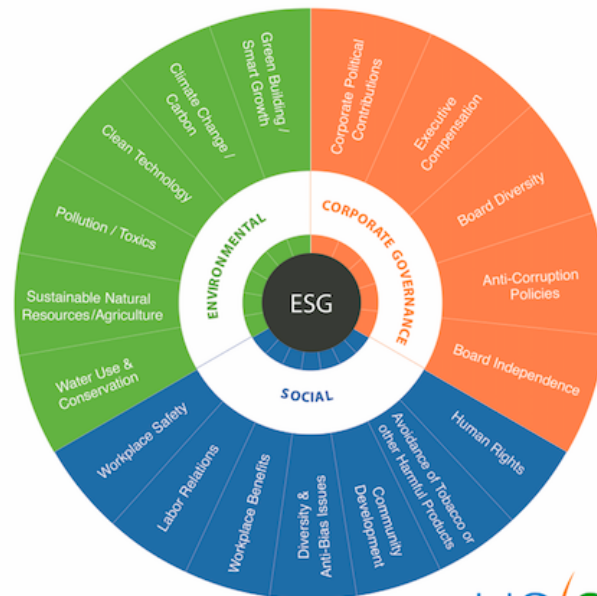 Green Building /
Smart Growth
Climate Change /
Carbon
Clean Technology
Pollution / Toxics
Sustainable Natural
Resources/Agriculture
Water Use &
Conservation
Corporate Political
Contributions
Executive
Compensation
Board Diversity
Anti-Corruption
Policies
Board Independence
ENVIRONMENTAL
CORPORATE GOVERNANCE
ESG
SOCIAL
Workplace Safety
Labor Relations
Workplace Benefits
Diversity &
Anti-Bias Issues
Community
Development
Avoidance of Tobacco or
other Harmful Products
Human Rights